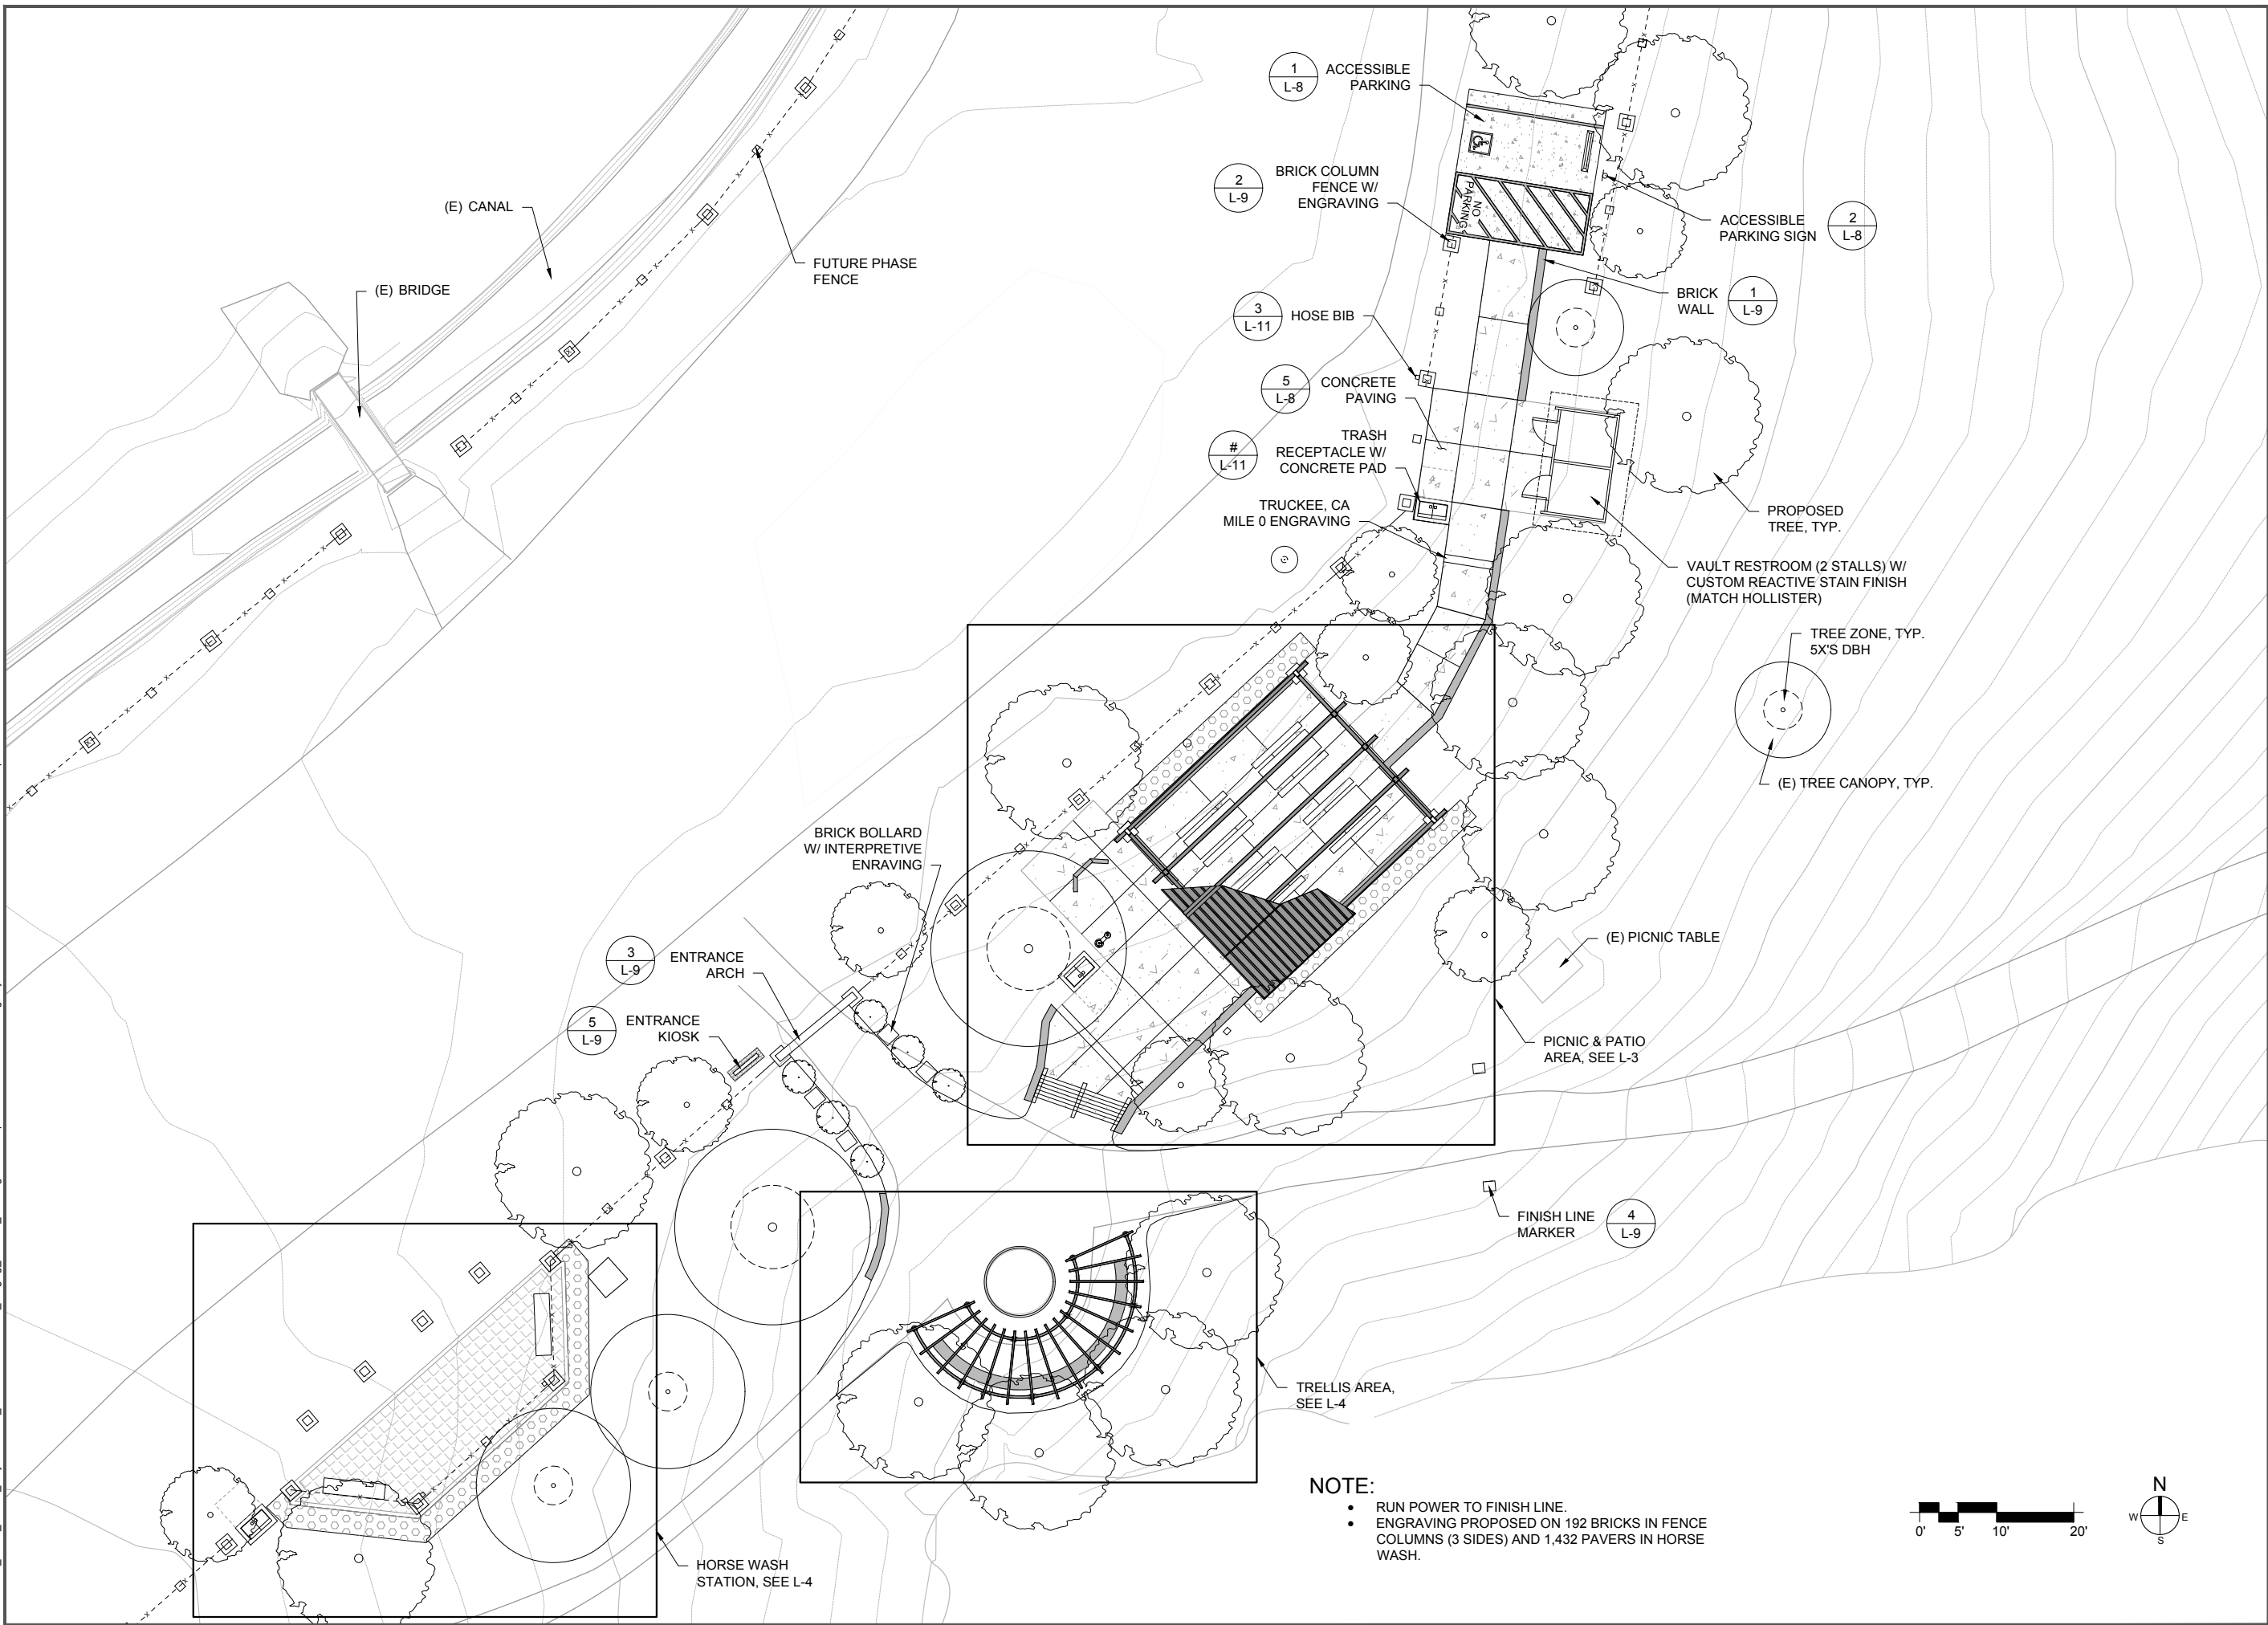 1
L-8
ACCESSIBLE
PARKING
2
L-9
BRICK COLUMN
FENCE W/
ENGRAVING
NO
PARKING
ACCESSIBLE
PARKING SIGN
2
L-8
(E) CANAL
FUTURE PHASE
FENCE
(E) BRIDGE
BRICK
WALL
1
L-9
3
L-11
HOSE BIB
5
L-8
CONCRETE
PAVING
#
L-11
TRASH
RECEPTACLE W/
CONCRETE PAD
TRUCKEE, CA
MILE 0 ENGRAVING
PROPOSED
TREE, TYP.
VAULT RESTROOM (2 STALLS) W/
CUSTOM REACTIVE STAIN FINISH
(MATCH HOLLISTER)
TREE ZONE, TYP.
5X'S DBH
(E) TREE CANOPY, TYP.
BRICK BOLLARD
W/ INTERPRETIVE
ENRAVING
3
L-9
ENTRANCE
ARCH
(E) PICNIC TABLE
5
L-9
ENTRANCE
KIOSK
PICNIC & PATIO
AREA, SEE L-3
FINISH LINE
MARKER
4
L-9
TRELLIS AREA,
SEE L-4
HORSE WASH
STATION, SEE L-4
NOTE:
• RUN POWER TO FINISH LINE.
• ENGRAVING PROPOSED ON 192 BRICKS IN FENCE
COLUMNS (3 SIDES) AND 1,432 PAVERS IN HORSE
WASH.
0' 5' 10' 20'
N
W E
S